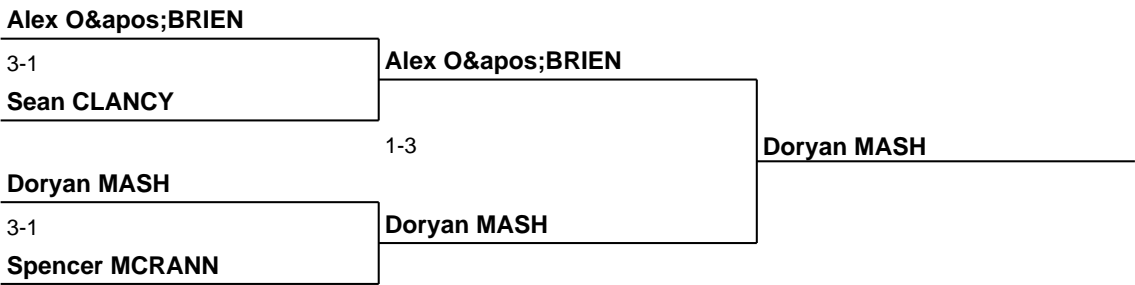 Alex O&apos;BRIEN
3-1
Sean CLANCY
Alex O&apos;BRIEN
1-3
Doryan MASH
Doryan MASH
3-1
Spencer MCRANN
Doryan MASH